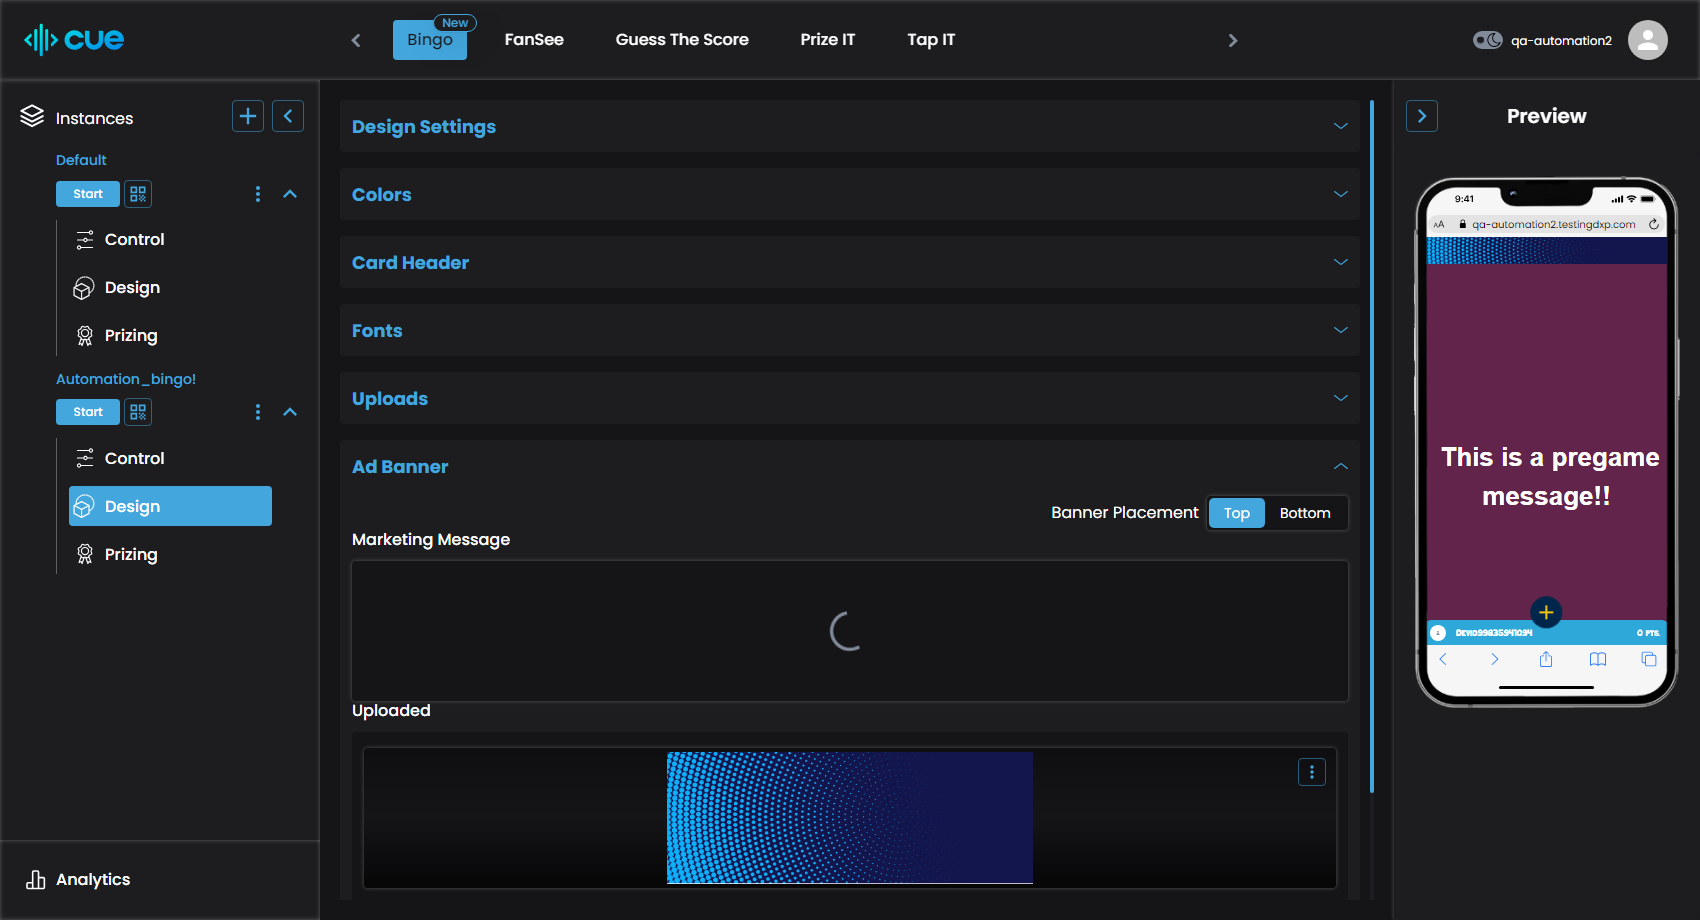 cue
Bingo
New
FanSee
Guess The Score
Prize IT
Tap IT
qa-automation2
Instances
Default
Start
Control
Design
Prizing
Automation_bingo!
Start
Control
Design
Prizing
Analytics
Design Settings
Colors
Card Header
Fonts
Uploads
Ad Banner
Banner Placement
Top
Bottom
Marketing Message
Uploaded
Preview
9:41
AA
qa-automation2.testingdxp.com
This is a pregame
message!!
0 PTS.